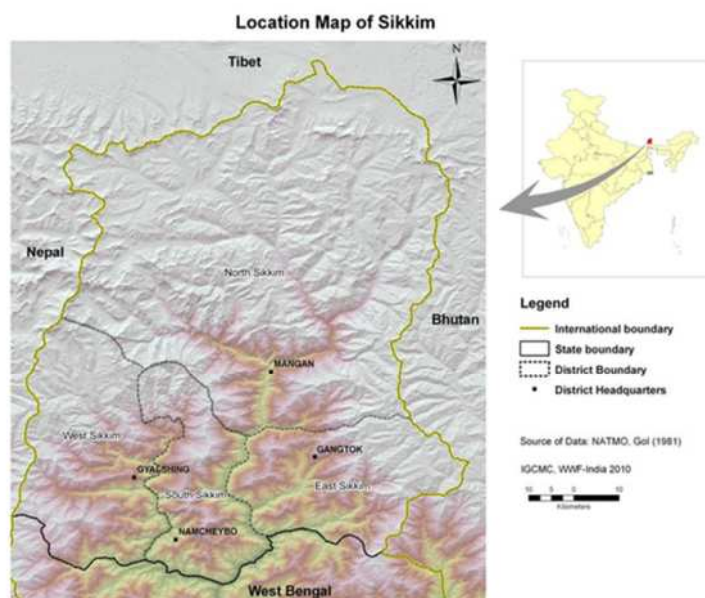 Location Map of Sikkim
Tibet
N
Nepal
North Sikkim
Bhutan
MANGAN
West Sikkim
GANGTOK
GYALSHING
South Sikkim
East Sikkim
NAMCHEYBO
West Bengal
Legend
International boundary
State boundary
District Boundary
District Headquarters
Source of Data: NATMO, GoI (1981)
IGCMC, WWF-India 2010
10 5 0 10
Kilometers